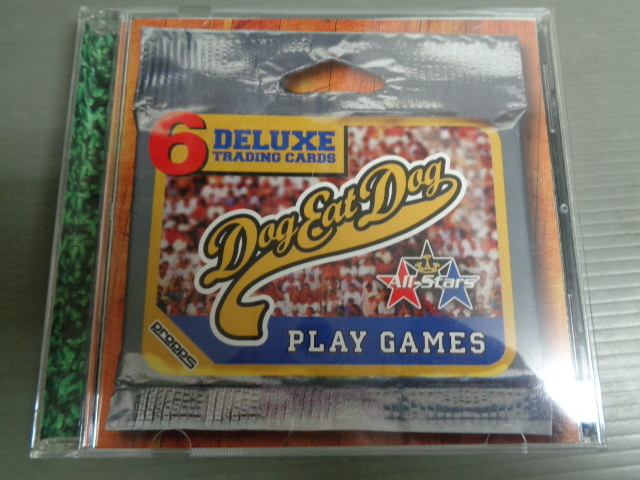 6 DELUXE
TRADING CARDS
Dog Eat Dog
All-Stars
PLAY GAMES
propps